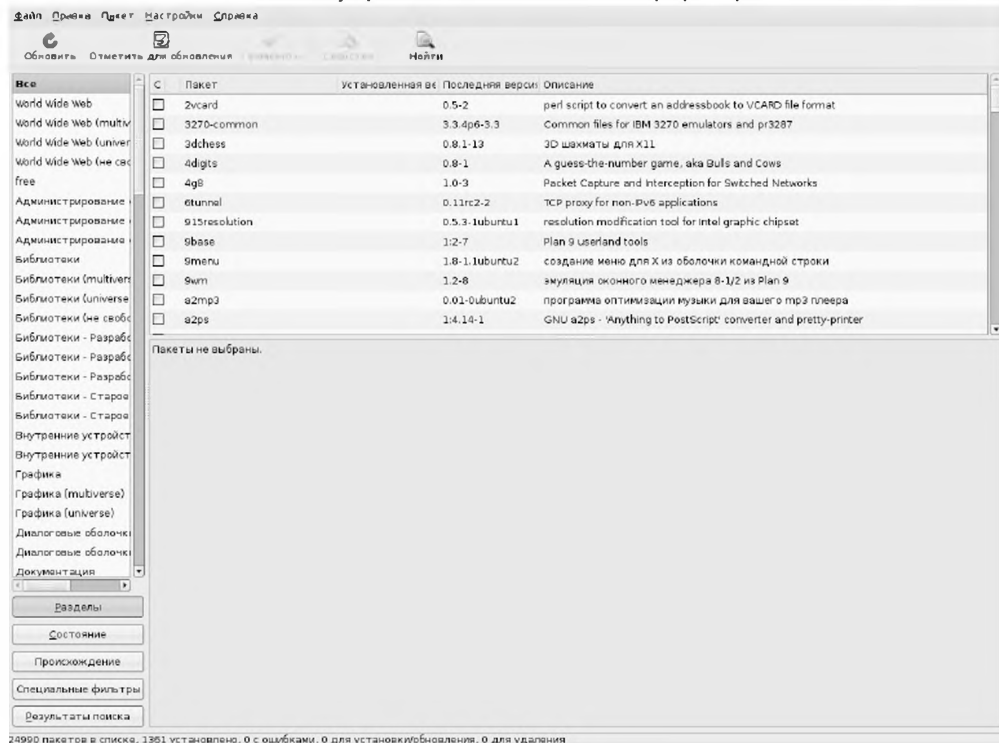 Файл Правка Пакет Настройки Справка
Обновить Отметить для обновления Применить Свойства Найти
Все
World Wide Web
World Wide Web (multiv
World Wide Web (univer
World Wide Web (не сво
free
Администрирование
Администрирование
Администрирование
Библиотеки
Библиотеки (multivers
Библиотеки (universe
Библиотеки (не свобо
Библиотеки - Разрабо
Библиотеки - Разрабо
Библиотеки - Разрабо
Библиотеки - Старое
Библиотеки - Старое
Внутренние устройст
Внутренние устройст
Графика
Графика (multiverse)
Графика (universe)
Диалоговые оболочки
Диалоговые оболочки
Документация
Разделы
Состояние
Происхождение
Специальные фильтры
Результаты поиска
С Пакет Установленная ве Последняя верси Описание
2vcard 0.5-2 perl script to convert an addressbook to VCARD file format
3270-common 3.3.4p6-3.3 Common files for IBM 3270 emulators and pr3287
3dchess 0.8.1-13 3D шахматы для X11
4digits 0.8-1 A guess-the-number game, aka Bulls and Cows
4g8 1.0-3 Packet Capture and Interception for Switched Networks
6tunnel 0.11rc2-2 TCP proxy for non-IPv6 applications
915resolution 0.5.3-1ubuntu1 resolution modification tool for Intel graphic chipset
9base 1:2-7 Plan 9 userland tools
9menu 1.8-1.1ubuntu2 создание меню для X из оболочки командной строки
9wm 1.2-8 эмуляция оконного менеджера 8-1/2 из Plan 9
a2mp3 0.01-0ubuntu2 программа оптимизации музыки для вашего mp3 плеера
a2ps 1:4.14-1 GNU a2ps - 'Anything to PostScript' converter and pretty-printer
Пакеты не выбраны.
24990 пакетов в списке, 1361 установлено, 0 с ошибками, 0 для установки/обновления, 0 для удаления